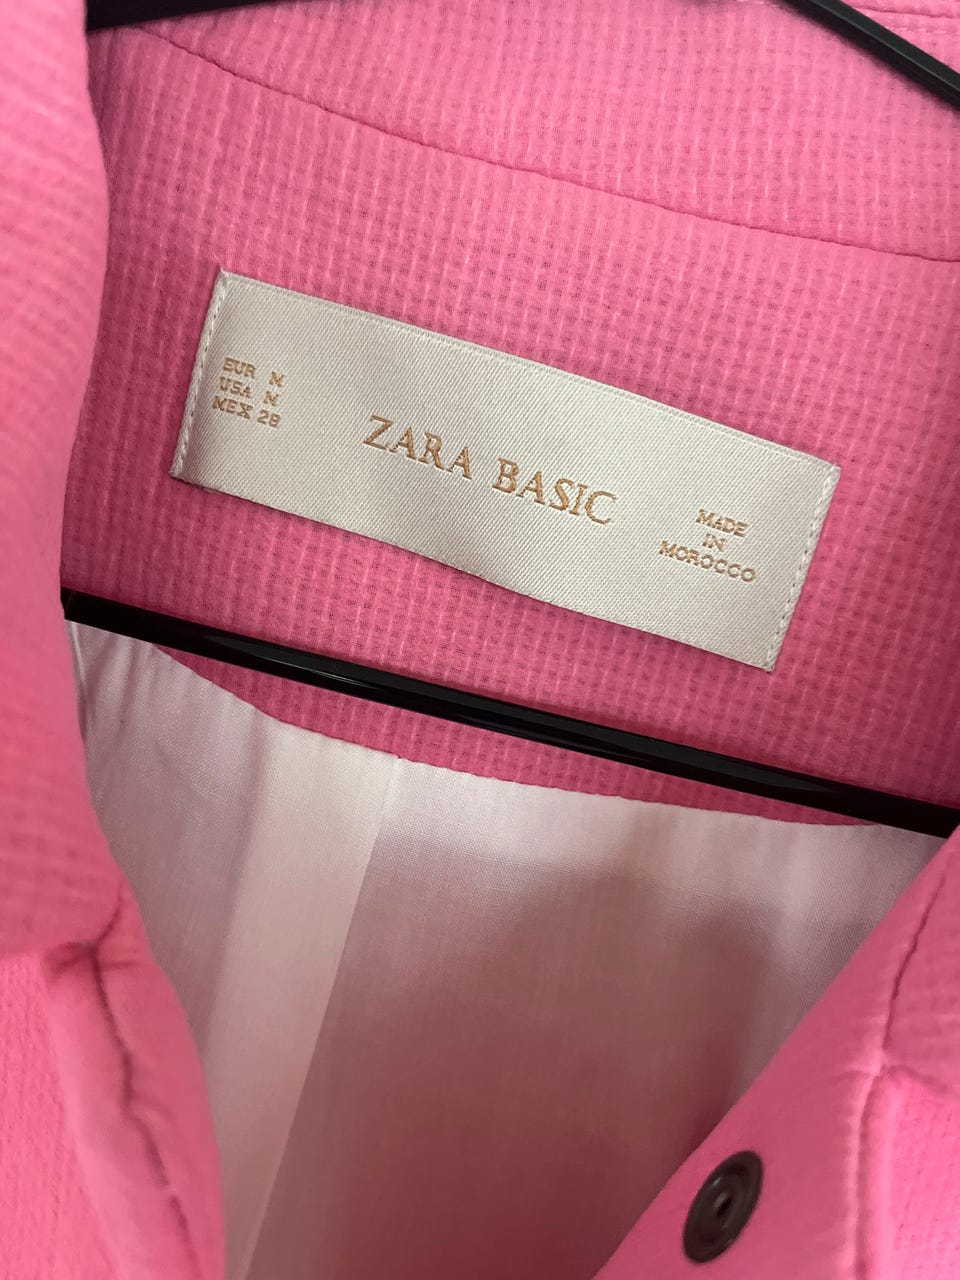 EUR M
USA M
MEX 28
ZARA BASIC
MADE
IN
MOROCCO